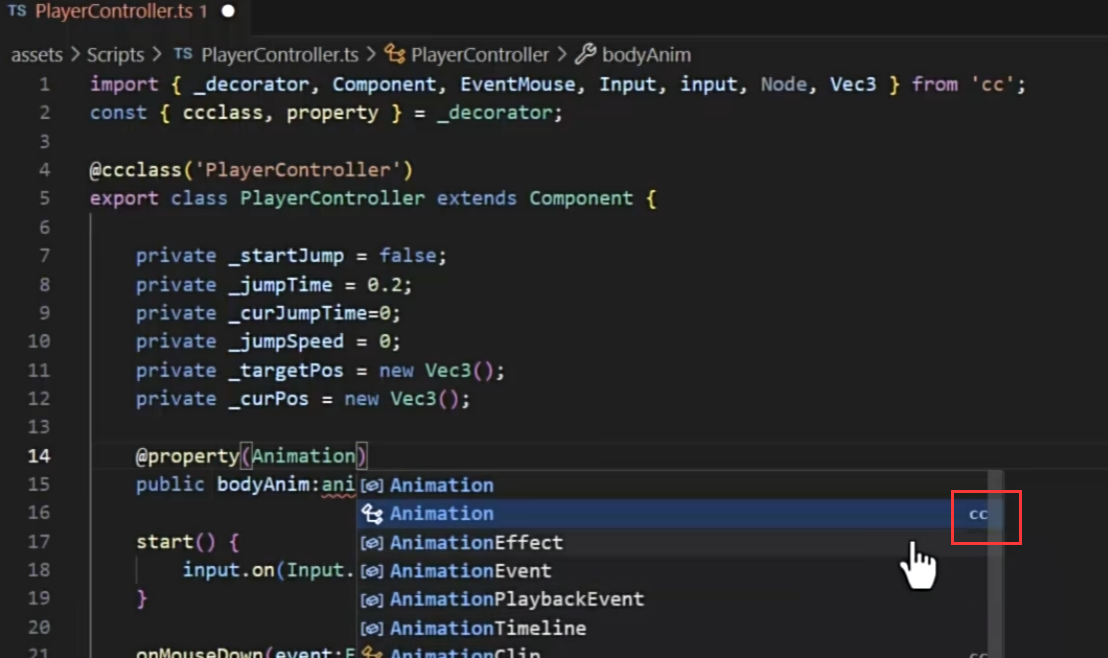 TS PlayerController.ts 1
assets > Scripts > TS PlayerController.ts > PlayerController > bodyAnim
1 import { _decorator, Component, EventMouse, Input, input, Node, Vec3 } from 'cc';
2 const { ccclass, property } = _decorator;
3
4 @ccclass('PlayerController')
5 export class PlayerController extends Component {
6
7 private _startJump = false;
8 private _jumpTime = 0.2;
9 private _curJumpTime=0;
10 private _jumpSpeed = 0;
11 private _targetPos = new Vec3();
12 private _curPos = new Vec3();
13
14 @property(Animation)
15 public bodyAnim:ani
Animation
16
Animation cc
17 start() {
AnimationEffect
18 input.on(Input.
AnimationEvent
19 }
AnimationPlaybackEvent
20
AnimationTimeline
21 onMouseDown(event:E
AnimationClip cc